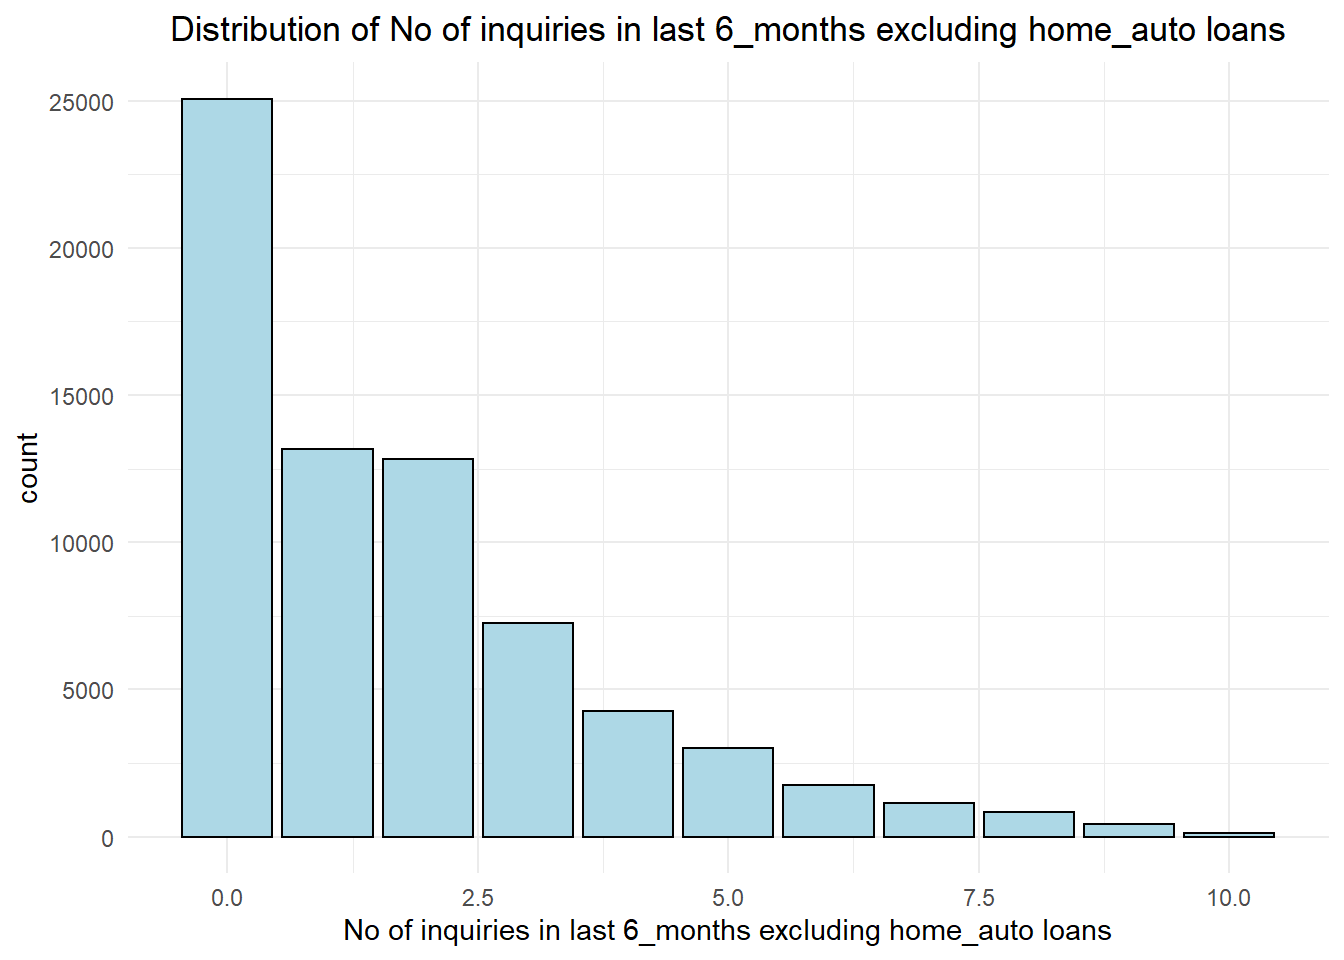 Distribution of No of inquiries in last 6_months excluding home_auto loans
25000
20000
15000
10000
5000
0
count
0.0 2.5 5.0 7.5 10.0
No of inquiries in last 6_months excluding home_auto loans